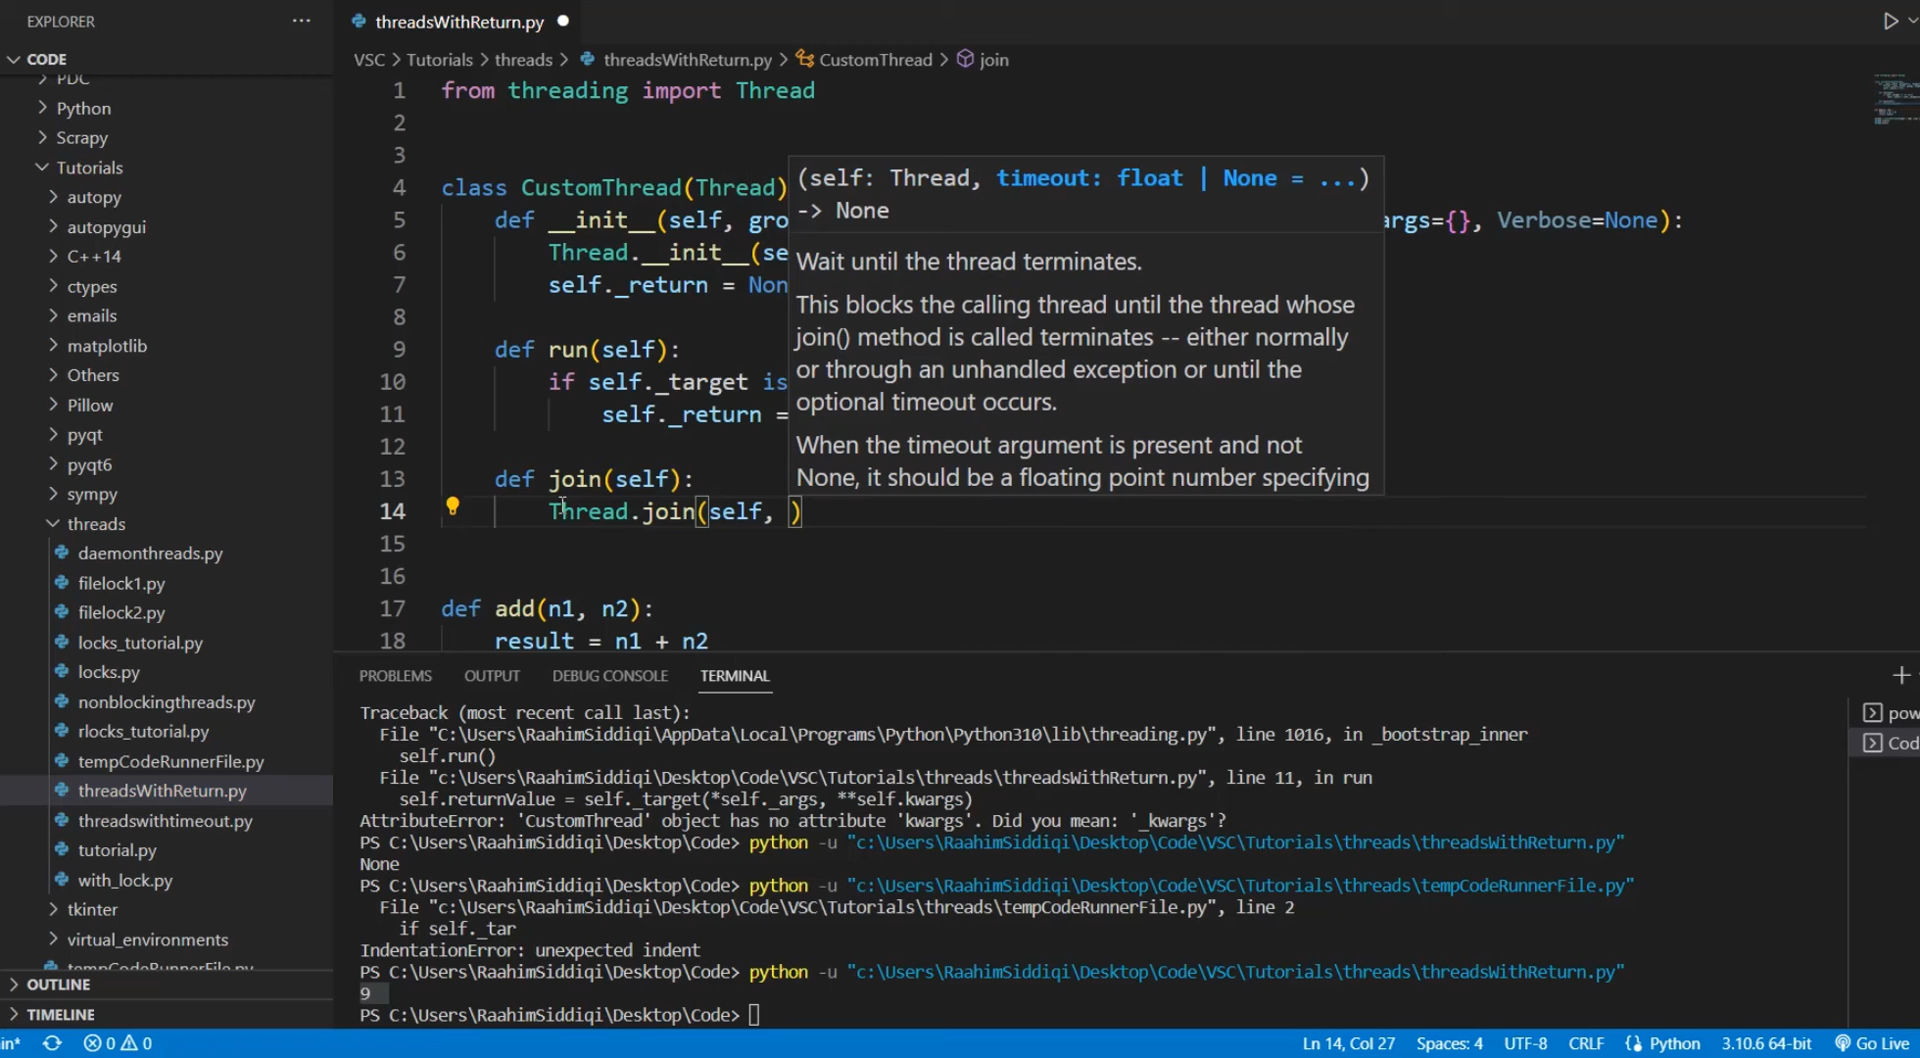 EXPLORER
CODE
PDC
Python
Scrapy
Tutorials
autopy
autopygui
C++14
ctypes
emails
matplotlib
Others
Pillow
pyqt
pyqt6
sympy
threads
daemonthreads.py
filelock1.py
filelock2.py
locks_tutorial.py
locks.py
nonblockingthreads.py
rlocks_tutorial.py
tempCodeRunnerFile.py
threadsWithReturn.py
threadswithtimeout.py
tutorial.py
with_lock.py
tkinter
virtual_environments
tempCodeRunnerFile.py
OUTLINE
TIMELINE
threadsWithReturn.py
VSC > Tutorials > threads > threadsWithReturn.py > CustomThread > join
1 from threading import Thread
2
3
4 class CustomThread(Thread)
5 def __init__(self, gro args={}, Verbose=None):
6 Thread.__init__(se
7 self._return = Non
8
9 def run(self):
10 if self._target is
11 self._return =
12
13 def join(self):
14 Thread.join(self, )
15
16
17 def add(n1, n2):
18 result = n1 + n2
(self: Thread, timeout: float | None = ...)
-> None
Wait until the thread terminates.
This blocks the calling thread until the thread whose
join() method is called terminates -- either normally
or through an unhandled exception or until the
optional timeout occurs.
When the timeout argument is present and not
None, it should be a floating point number specifying
PROBLEMS OUTPUT DEBUG CONSOLE TERMINAL
Traceback (most recent call last):
File "C:\Users\RaahimSiddiqi\AppData\Local\Programs\Python\Python310\lib\threading.py", line 1016, in _bootstrap_inner
self.run()
File "c:\Users\RaahimSiddiqi\Desktop\Code\VSC\Tutorials\threads\threadsWithReturn.py", line 11, in run
self.returnValue = self._target(*self._args, **self.kwargs)
AttributeError: 'CustomThread' object has no attribute 'kwargs'. Did you mean: '_kwargs'?
PS C:\Users\RaahimSiddiqi\Desktop\Code> python -u "c:\Users\RaahimSiddiqi\Desktop\Code\VSC\Tutorials\threads\threadsWithReturn.py"
None
PS C:\Users\RaahimSiddiqi\Desktop\Code> python -u "c:\Users\RaahimSiddiqi\Desktop\Code\VSC\Tutorials\threads\tempCodeRunnerFile.py"
File "c:\Users\RaahimSiddiqi\Desktop\Code\VSC\Tutorials\threads\tempCodeRunnerFile.py", line 2
if self._tar
IndentationError: unexpected indent
PS C:\Users\RaahimSiddiqi\Desktop\Code> python -u "c:\Users\RaahimSiddiqi\Desktop\Code\VSC\Tutorials\threads\threadsWithReturn.py"
9
PS C:\Users\RaahimSiddiqi\Desktop\Code>
pow
Cod
in* 0 0 Ln 14, Col 27 Spaces: 4 UTF-8 CRLF Python 3.10.6 64-bit Go Live